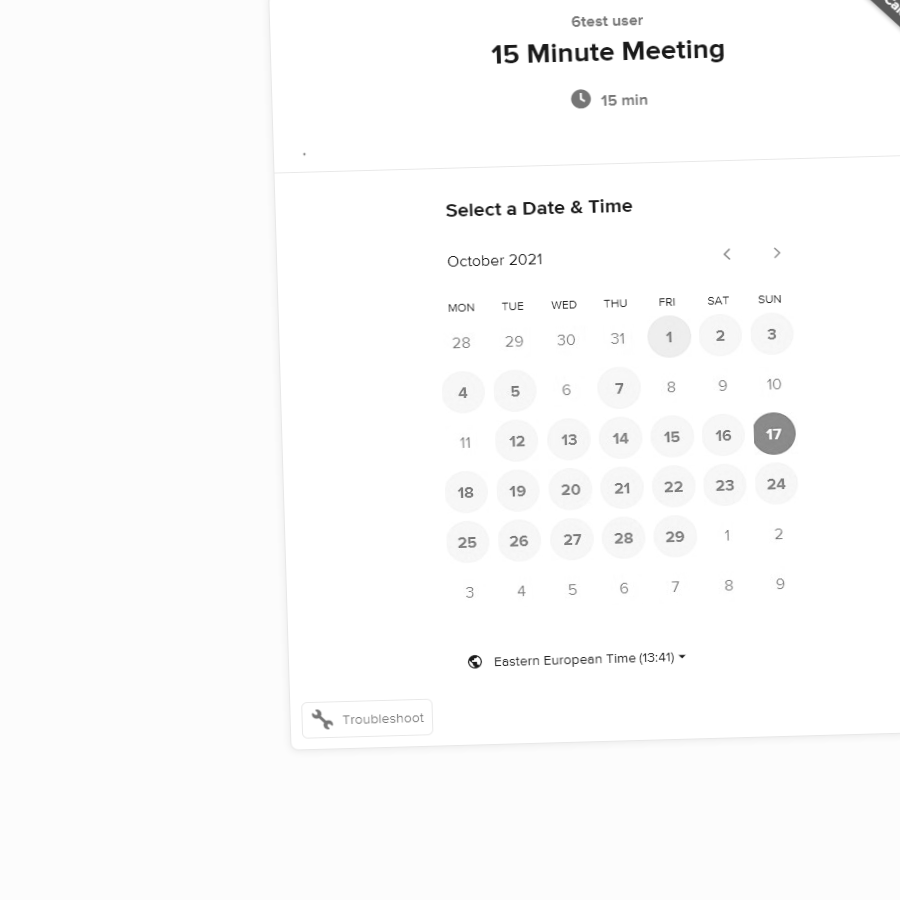 6test user
15 Minute Meeting
15 min
.
Select a Date & Time
October 2021
MON TUE WED THU FRI SAT SUN
28 29 30 31 1 2 3
4 5 6 7 8 9 10
11 12 13 14 15 16 17
18 19 20 21 22 23 24
25 26 27 28 29 1 2
3 4 5 6 7 8 9
Eastern European Time (13:41)
Troubleshoot